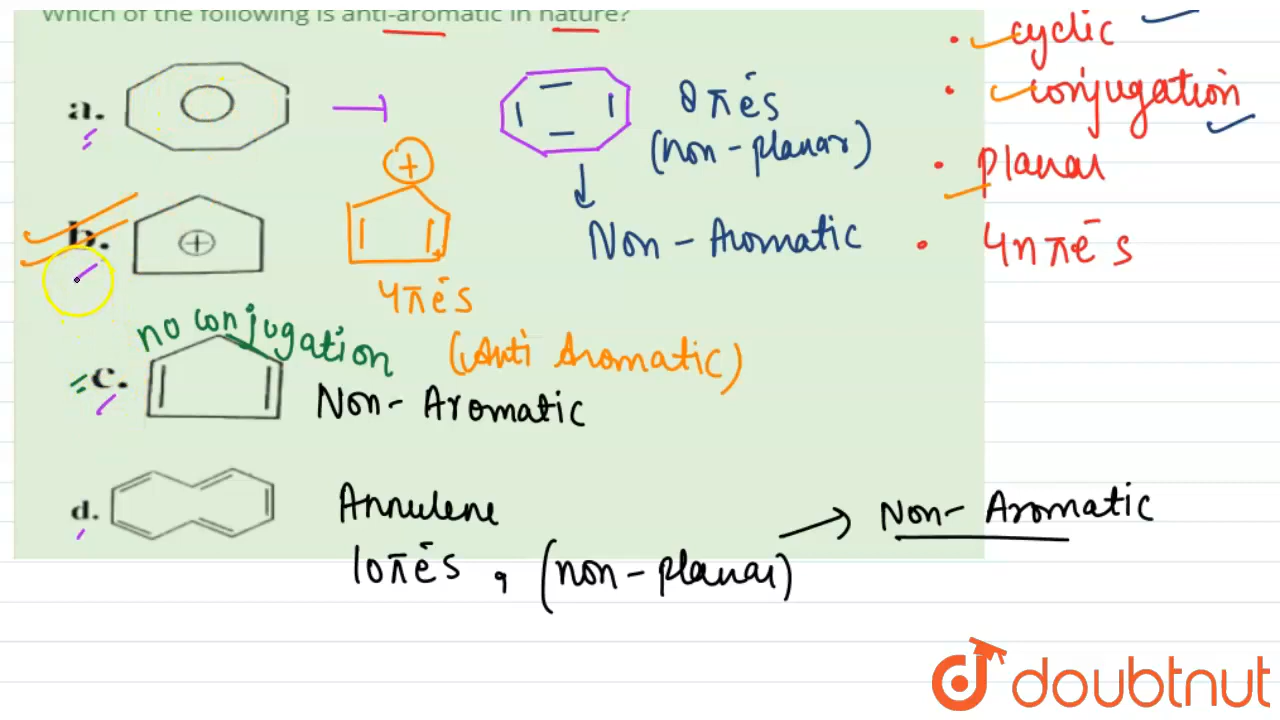 Which of the following is anti-aromatic in nature?
• cyclic
• conjugation
• planar
• 4nπe⁻s
a.
8πe⁻s
(non-planar)
Non-Aromatic
b.
+
+
4πe⁻s
(Anti Aromatic)
c.
no conjugation
Non-Aromatic
d.
Annulene
10πe⁻s, (non-planar)
Non-Aromatic
doubtnut